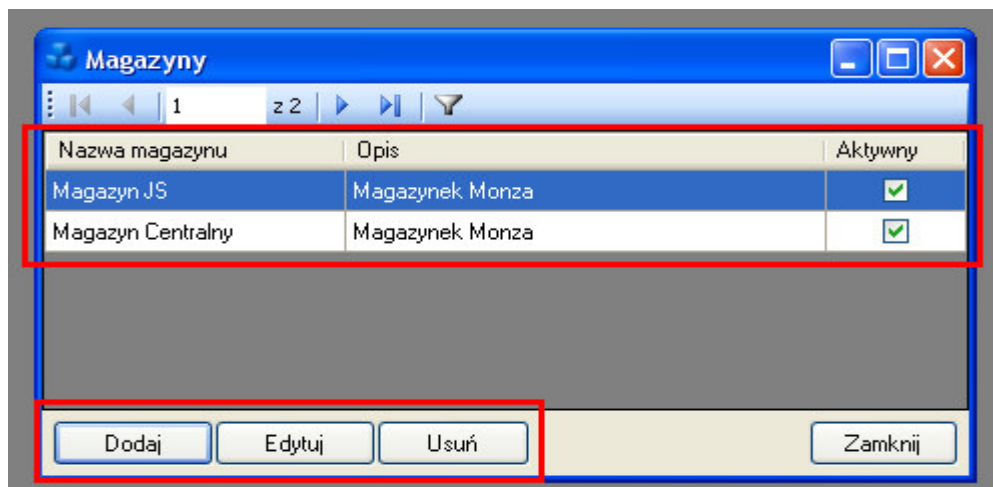 Magazyny
1 z 2
Nazwa magazynu Opis Aktywny
Magazyn JS Magazynek Monza
Magazyn Centralny Magazynek Monza
Dodaj Edytuj Usuń Zamknij